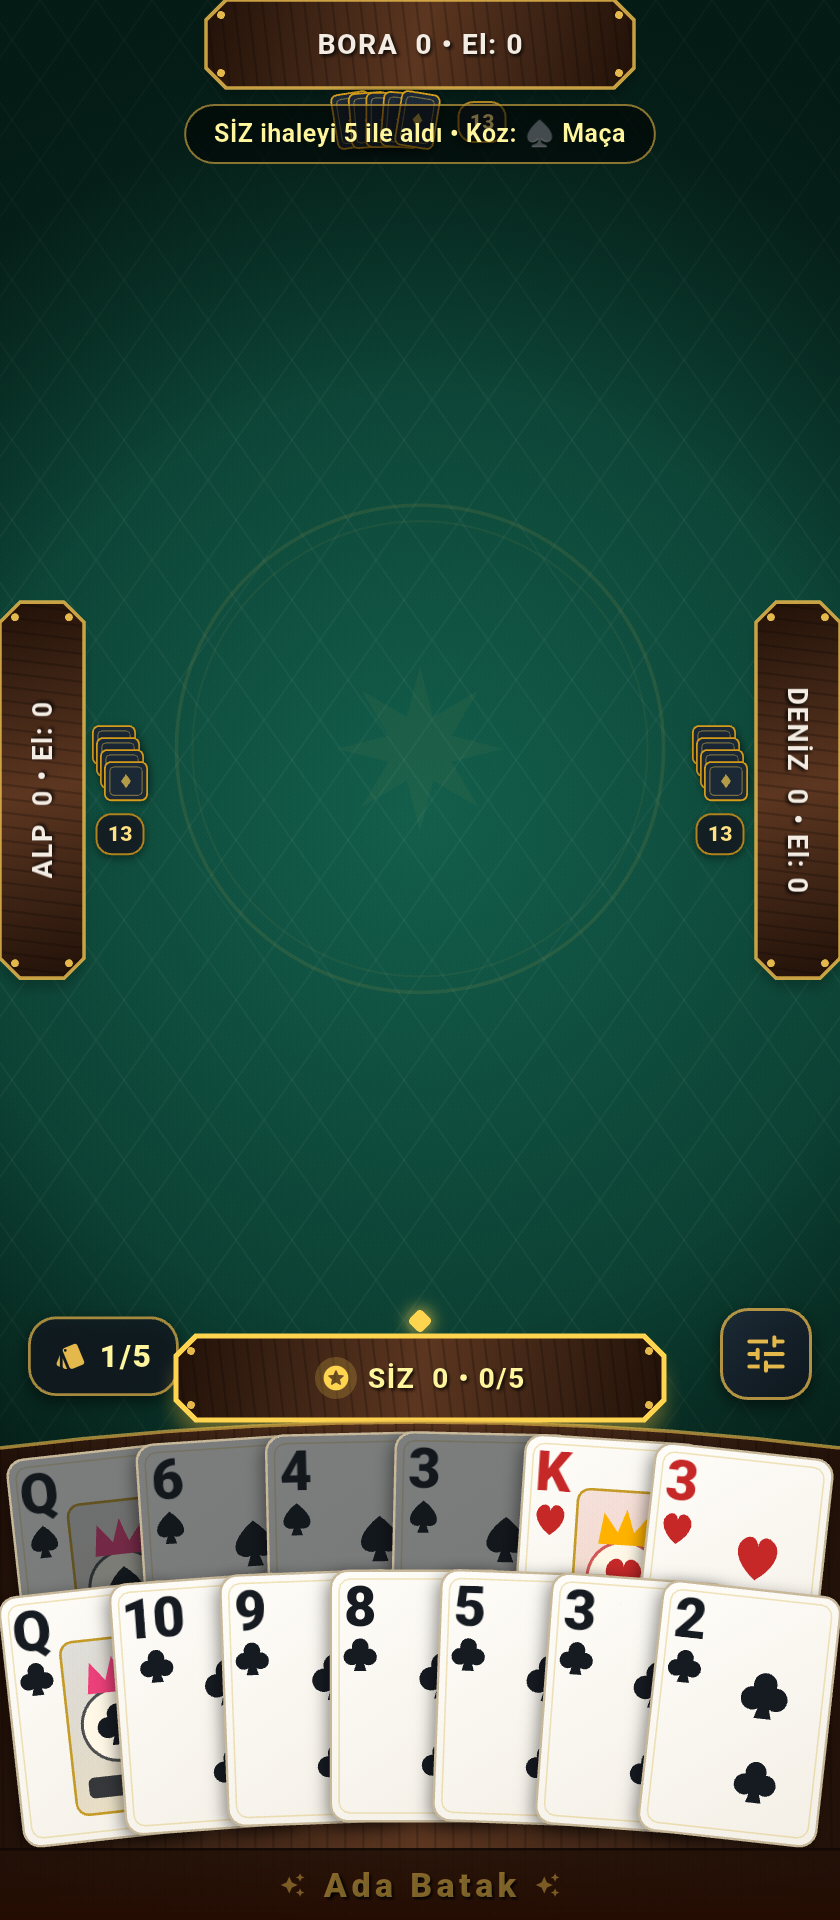 BORA 0 • El: 0
13
SİZ ihaleyi 5 ile aldı • Koz: ♠ Maça
ALP 0 • El: 0
13
13
DENİZ 0 • El: 0
1/5
SİZ 0 • 0/5
Q 6 4 3 K 3
Q 10 9 8 5 3 2
Ada Batak